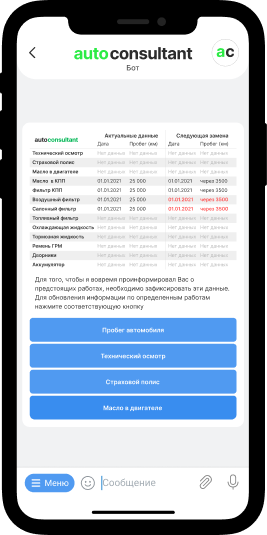 autoconsultant
ac
Бот
autoconsultant Актуальные данные Следующая замена
Дата Пробег (км) Дата Пробег (км)
Технический осмотр Нет данных Нет данных Нет данных Нет данных
Страховой полис Нет данных Нет данных Нет данных Нет данных
Масло в двигателе Нет данных Нет данных Нет данных Нет данных
Масло в КПП 01.01.2021 25 000 01.01.2021 через 3500
Фильтр КПП 01.01.2021 25 000 01.01.2021 через 3500
Воздушный фильтр 01.01.2021 25 000 01.01.2021 через 3500
Салонный фильтр 01.01.2021 25 000 01.01.2021 через 3500
Топливный фильтр Нет данных Нет данных Нет данных Нет данных
Охлаждающая жидкость Нет данных Нет данных Нет данных Нет данных
Тормозная жидкость Нет данных Нет данных Нет данных Нет данных
Ремень ГРМ Нет данных Нет данных Нет данных Нет данных
Дворники Нет данных Нет данных Нет данных Нет данных
Аккумулятор Нет данных Нет данных Нет данных Нет данных
Для того, чтобы я вовремя проинформировал Вас о
предстоящих работах, необходимо зафиксировать эти данные.
Для обновления информации по определенным работам
нажмите соответствующую кнопку
Пробег автомобиля
Технический осмотр
Страховой полис
Масло в двигателе
Меню Сообщение